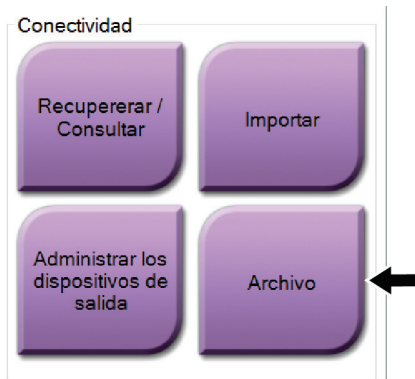 Conectividad
Recupererar /
Consultar
Importar
Administrar los
dispositivos de
salida
Archivo